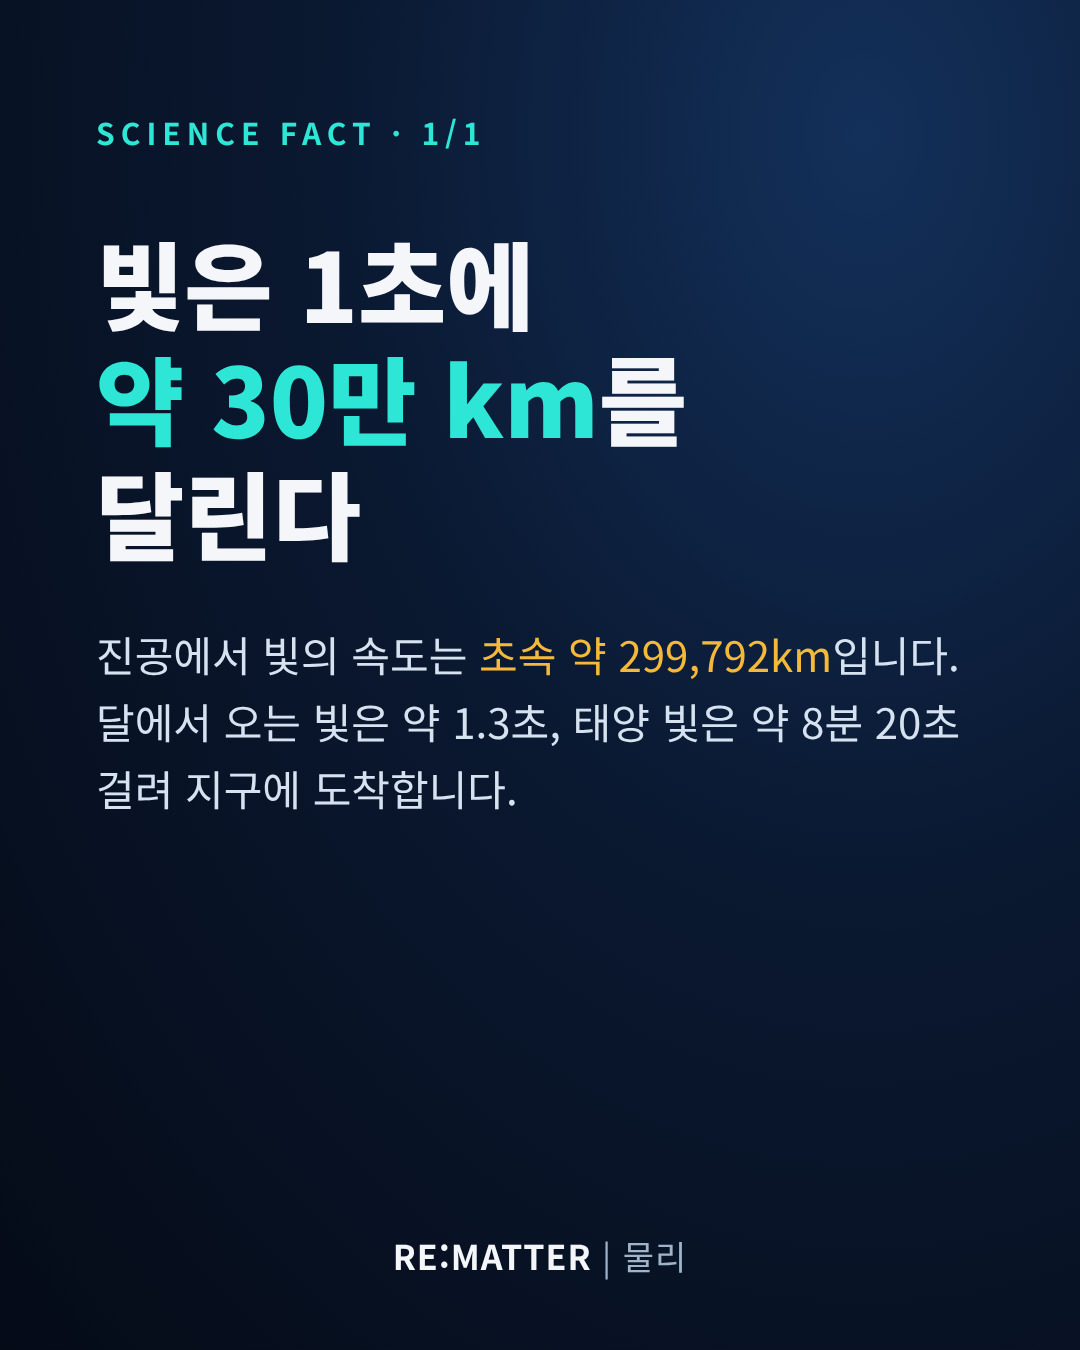 SCIENCE FACT · 1/1
빛은 1초에
약 30만 km를
달린다
진공에서 빛의 속도는 초속 약 299,792km입니다.
달에서 오는 빛은 약 1.3초, 태양 빛은 약 8분 20초
걸려 지구에 도착합니다.
RE:MATTER | 물리